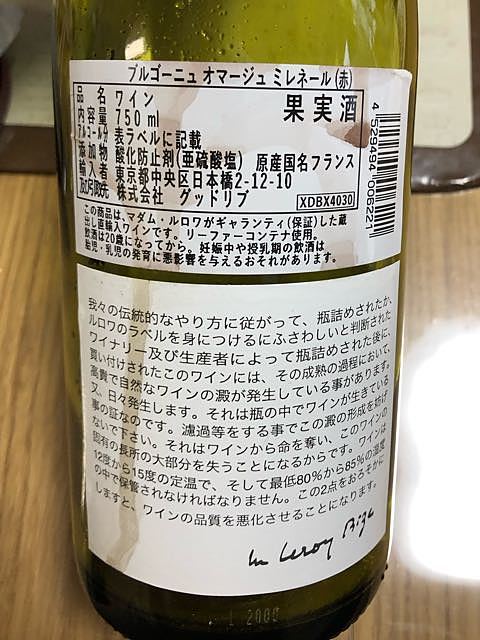 ブルゴーニュ オマージュ ミレネール (赤)
品名 ワイン
果実酒
内容量 750ml
アルコール分 表ラベルに記載
添加物 酸化防止剤(亜硫酸塩) 原産国名フランス
輸入者 東京都中央区日本橋2-12-10
及び引取先 株式会社 グッドリブ
XDBX4030
この商品は、マダム・ルロワがギャランティ(保証)した蔵
出し直輸入ワインです。リーファーコンテナ使用。
飲酒は20歳になってから。妊娠中や授乳期の飲酒は
胎児・乳児の発育に悪影響を与えるおそれがあります。
4 529494 006221
我々の伝統的なやり方に従がって、瓶詰めされたか、
ルロワのラベルを身につけるにふさわしいと判断された
ワイナリー及び生産者によって瓶詰めされた後に、
買い付けされたこのワインには、その成熟の過程において、
高貴で自然なワインの澱が発生している事があります。
又、日々発生します。それは瓶の中でワインが生きている
事の証なのです。濾過等をする事でこの澱の形成を妨げ
ないで下さい。それはワインから命を奪い、このワインの
固有の長所の大部分を失うことになるからです。ワインは
12度から15度の定温で、そして最低80%から85%の湿度
の中で保管されなければなりません。この2点をおろそかに
しますと、ワインの品質を悪化させることになります。
Leroy Bize
L 2000